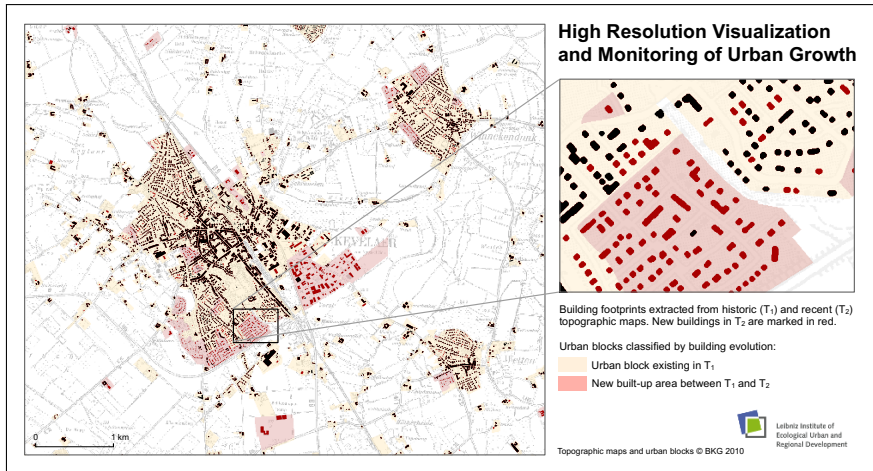 High Resolution Visualization
and Monitoring of Urban Growth
KEVELAER
Building footprints extracted from historic (T₁) and recent (T₂)
topographic maps. New buildings in T₂ are marked in red.
Urban blocks classified by building evolution:
Urban block existing in T₁
New built-up area between T₁ and T₂
0 1 km
Leibniz Institute of
Ecological Urban and
Regional Development
Topographic maps and urban blocks © BKG 2010